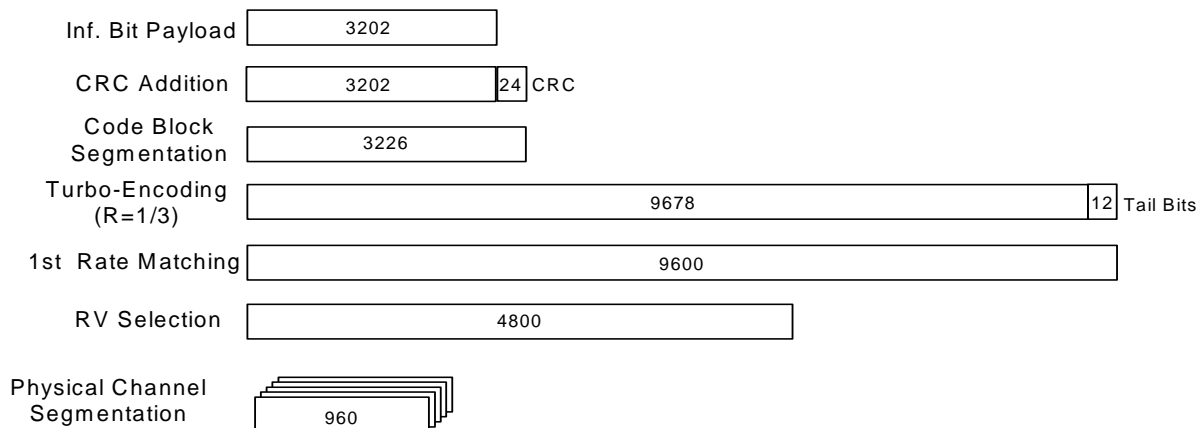 Inf. Bit Payload 3202
CRC Addition 3202 24 CRC
Code Block
Segmentation 3226
Turbo-Encoding
(R=1/3) 9678 12 Tail Bits
1st Rate Matching 9600
RV Selection 4800
Physical Channel
Segmentation 960